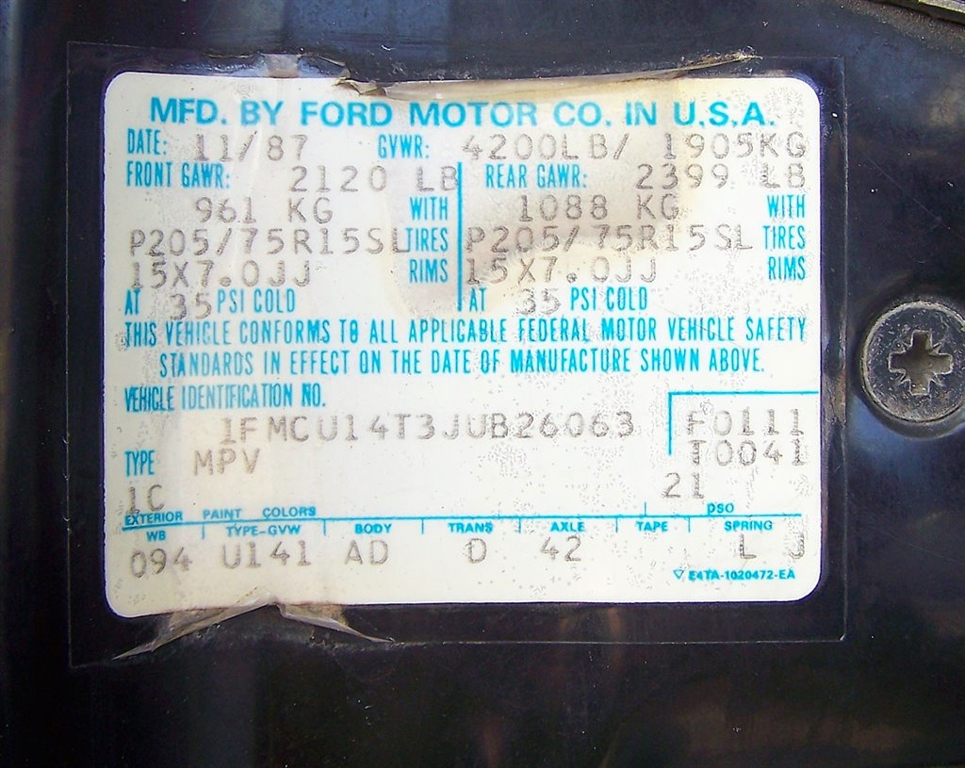 MFD. BY FORD MOTOR CO. IN U.S.A.
DATE: 11/87 GVWR: 4200LB/ 1905KG
FRONT GAWR: 2120 LB REAR GAWR: 2399 LB
961 KG WITH 1088 KG WITH
P205/75R15SL TIRES P205/75R15SL TIRES
15X7.0JJ RIMS 15X7.0JJ RIMS
AT 35 PSI COLD AT 35 PSI COLD
THIS VEHICLE CONFORMS TO ALL APPLICABLE FEDERAL MOTOR VEHICLE SAFETY
STANDARDS IN EFFECT ON THE DATE OF MANUFACTURE SHOWN ABOVE.
VEHICLE IDENTIFICATION NO.
1FMCU14T3JUB26063 F0111
TYPE MPV T0041
1C 21
EXTERIOR PAINT COLORS DSO
WB TYPE-GVW BODY TRANS AXLE TAPE SPRING
094 U141 AD D 42 L J
▽ E4TA-1020472-EA